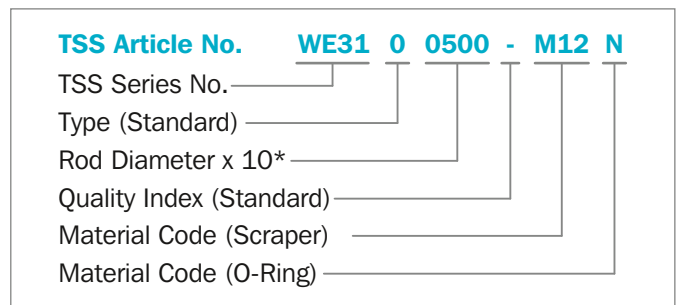 TSS Article No. WE31 0 0500 - M12 N
TSS Series No.
Type (Standard)
Rod Diameter x 10*
Quality Index (Standard)
Material Code (Scraper)
Material Code (O-Ring)